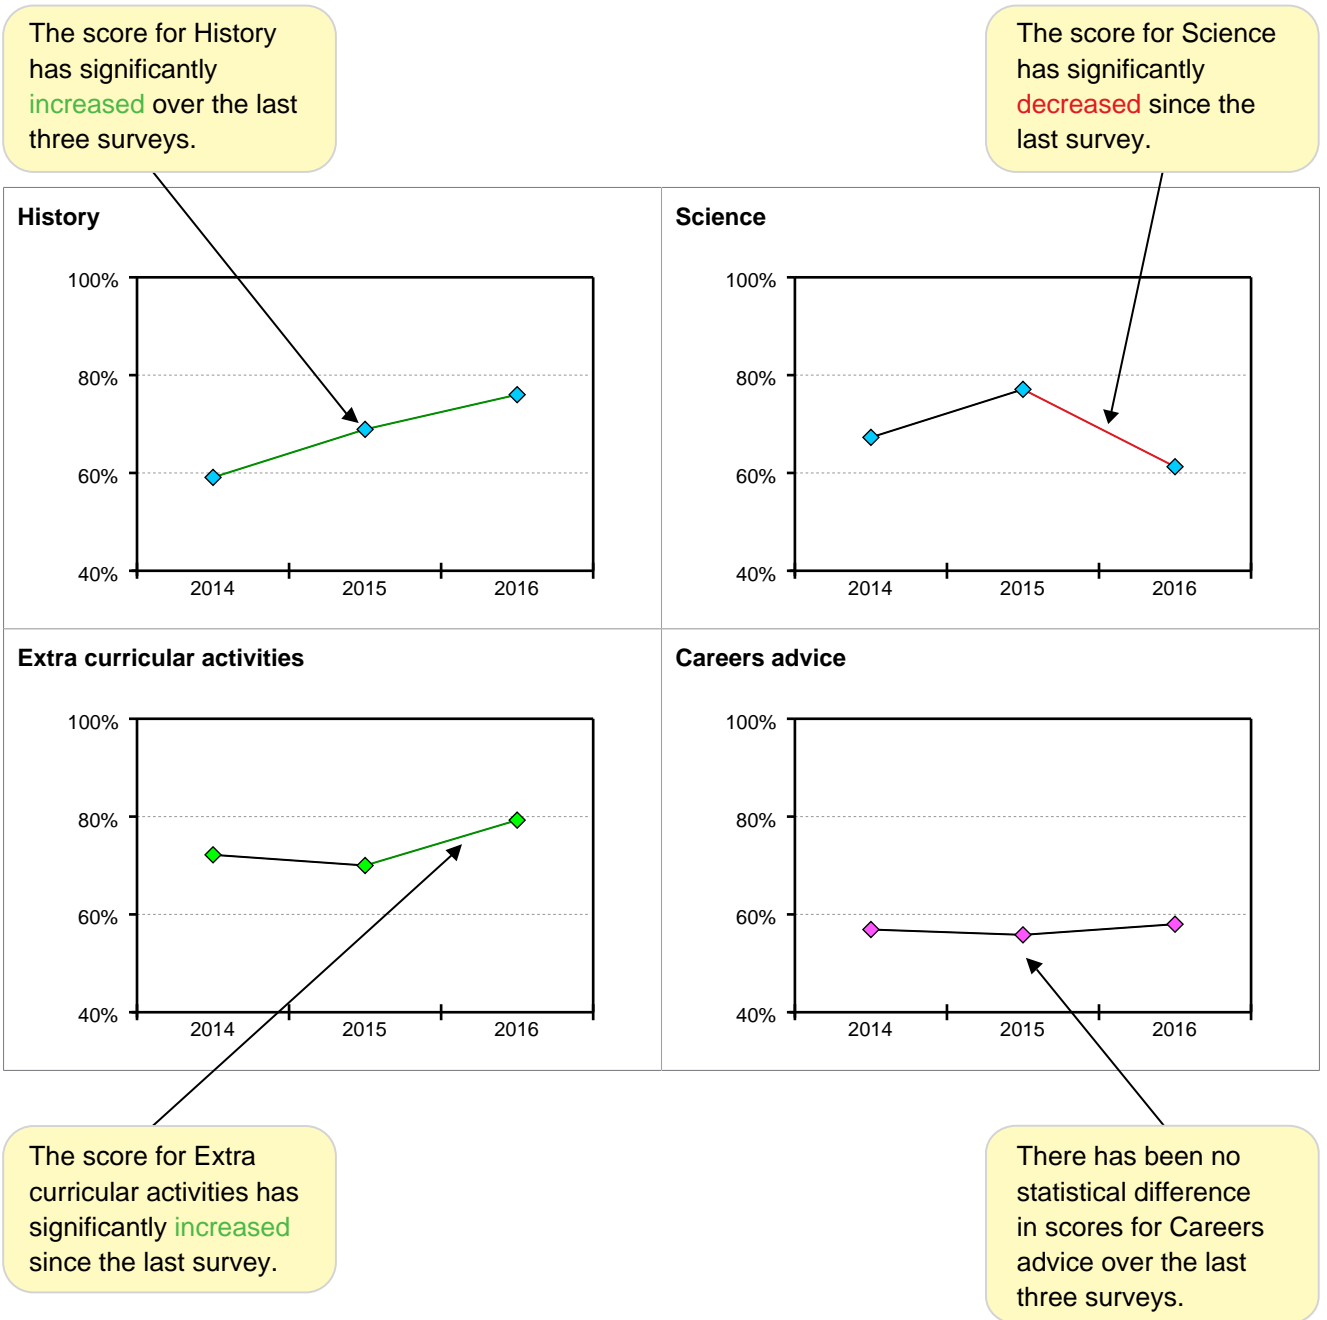 The score for History
has significantly
increased over the last
three surveys.
The score for Science
has significantly
decreased since the
last survey.
History
100%
80%
60%
40%
2014 2015 2016
Science
100%
80%
60%
40%
2014 2015 2016
Extra curricular activities
100%
80%
60%
40%
2014 2015 2016
Careers advice
100%
80%
60%
40%
2014 2015 2016
The score for Extra
curricular activities has
significantly increased
since the last survey.
There has been no
statistical difference
in scores for Careers
advice over the last
three surveys.